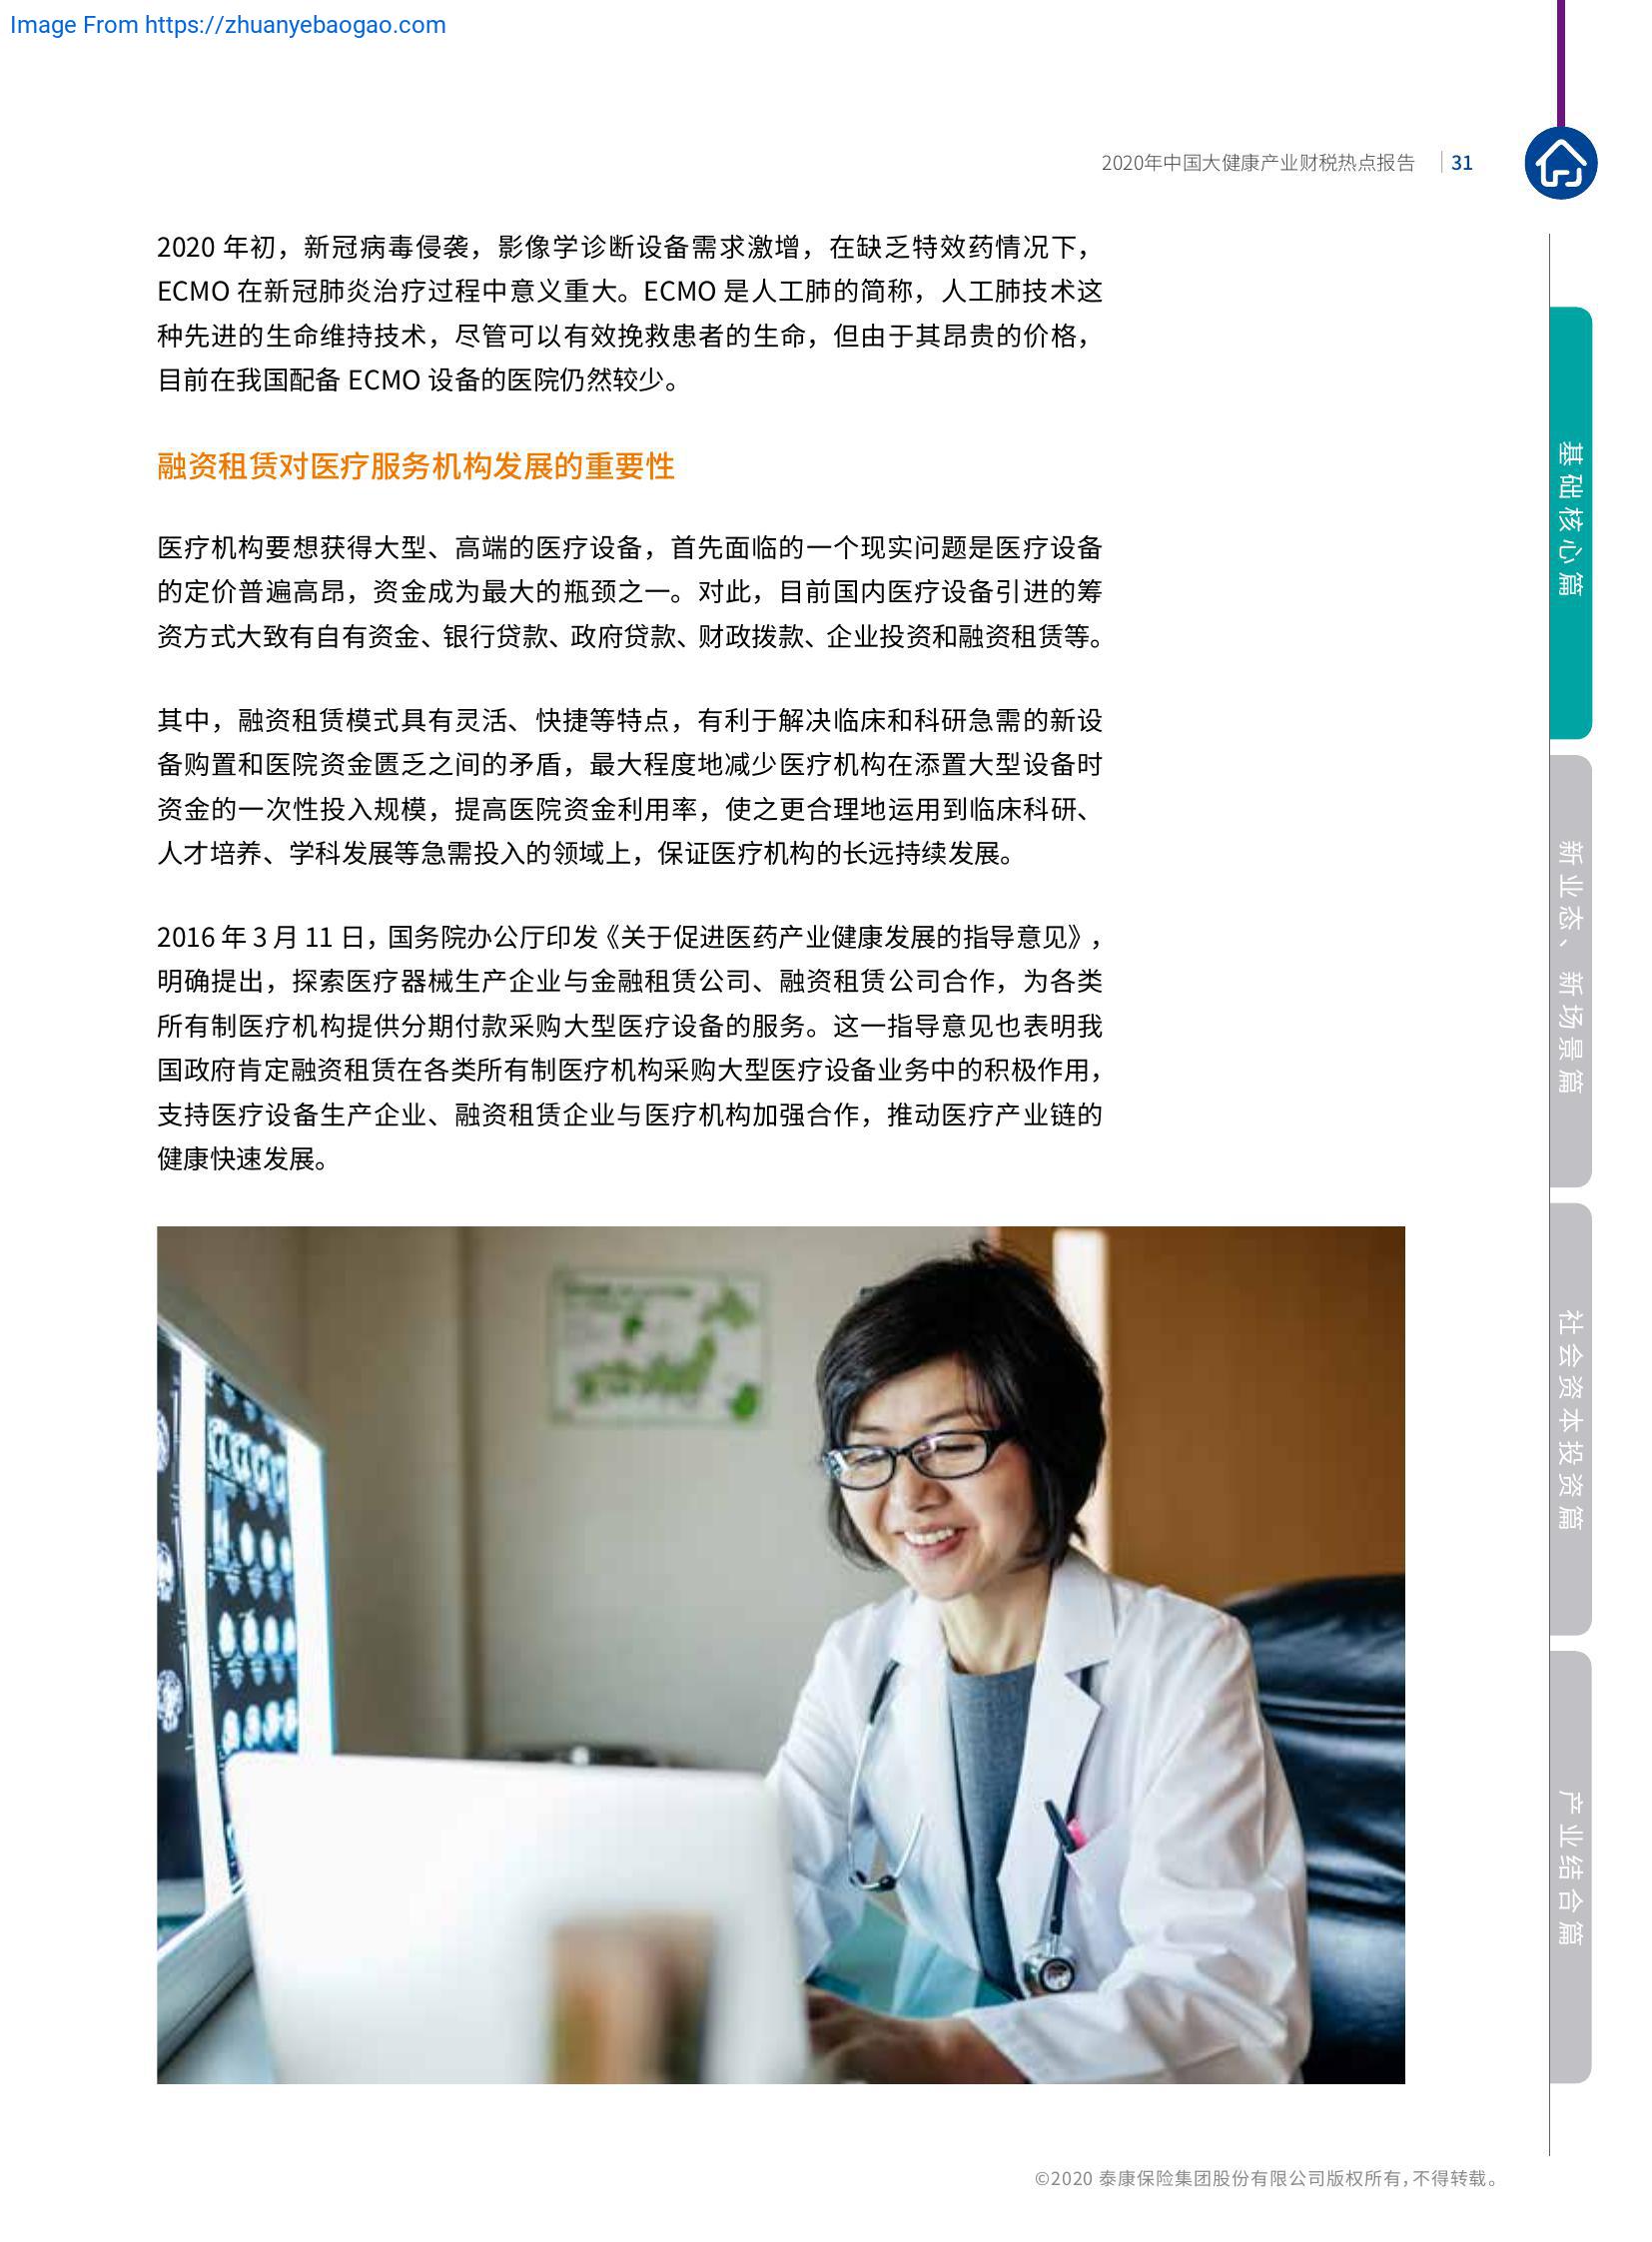 Image From https://zhuanyebaogao.com
2020年中国大健康产业财税热点报告 31
2020 年初，新冠病毒侵袭，影像学诊断设备需求激增，在缺乏特效药情况下，
ECMO 在新冠肺炎治疗过程中意义重大。ECMO 是人工肺的简称，人工肺技术这
种先进的生命维持技术，尽管可以有效挽救患者的生命，但由于其昂贵的价格，
目前在我国配备 ECMO 设备的医院仍然较少。
融资租赁对医疗服务机构发展的重要性
医疗机构要想获得大型、高端的医疗设备，首先面临的一个现实问题是医疗设备
的定价普遍高昂，资金成为最大的瓶颈之一。对此，目前国内医疗设备引进的筹
资方式大致有自有资金、银行贷款、政府贷款、财政拨款、企业投资和融资租赁等。
其中，融资租赁模式具有灵活、快捷等特点，有利于解决临床和科研急需的新设
备购置和医院资金匮乏之间的矛盾，最大程度地减少医疗机构在添置大型设备时
资金的一次性投入规模，提高医院资金利用率，使之更合理地运用到临床科研、
人才培养、学科发展等急需投入的领域上，保证医疗机构的长远持续发展。
2016 年 3 月 11 日，国务院办公厅印发《关于促进医药产业健康发展的指导意见》，
明确提出，探索医疗器械生产企业与金融租赁公司、融资租赁公司合作，为各类
所有制医疗机构提供分期付款采购大型医疗设备的服务。这一指导意见也表明我
国政府肯定融资租赁在各类所有制医疗机构采购大型医疗设备业务中的积极作用，
支持医疗设备生产企业、融资租赁企业与医疗机构加强合作，推动医疗产业链的
健康快速发展。
基础核心篇
新业态、新场景篇
社会资本投资篇
产业结合篇
©2020 泰康保险集团股份有限公司版权所有，不得转载。